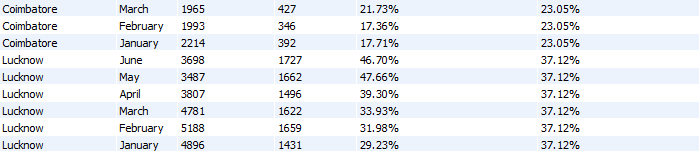 Coimbatore March 1965 427 21.73% 23.05%
Coimbatore February 1993 346 17.36% 23.05%
Coimbatore January 2214 392 17.71% 23.05%
Lucknow June 3698 1727 46.70% 37.12%
Lucknow May 3487 1662 47.66% 37.12%
Lucknow April 3807 1496 39.30% 37.12%
Lucknow March 4781 1622 33.93% 37.12%
Lucknow February 5188 1659 31.98% 37.12%
Lucknow January 4896 1431 29.23% 37.12%